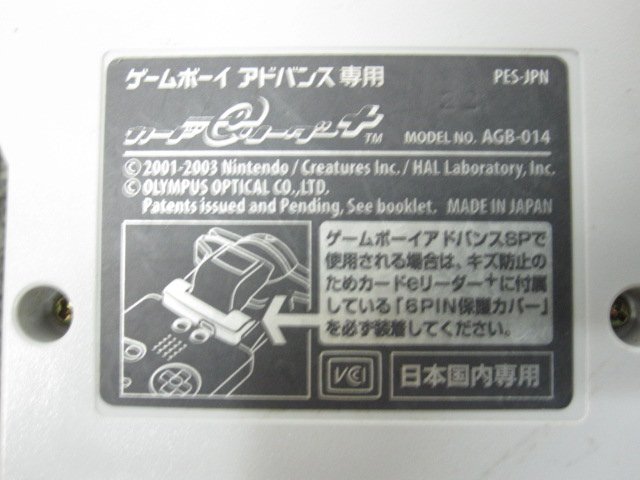 ゲームボーイ アドバンス 専用
PES-JPN
カードeリーダー+ TM
MODEL NO. AGB-014
© 2001-2003 Nintendo / Creatures Inc. / HAL Laboratory, Inc.
© OLYMPUS OPTICAL CO., LTD.
Patents issued and Pending, See booklet. MADE IN JAPAN
ゲームボーイアドバンスSPで
使用される場合は、キズ防止の
ためカードeリーダー+に付属
している「6PIN保護カバー」
を必ず装着してください。
VCI
日本国内専用